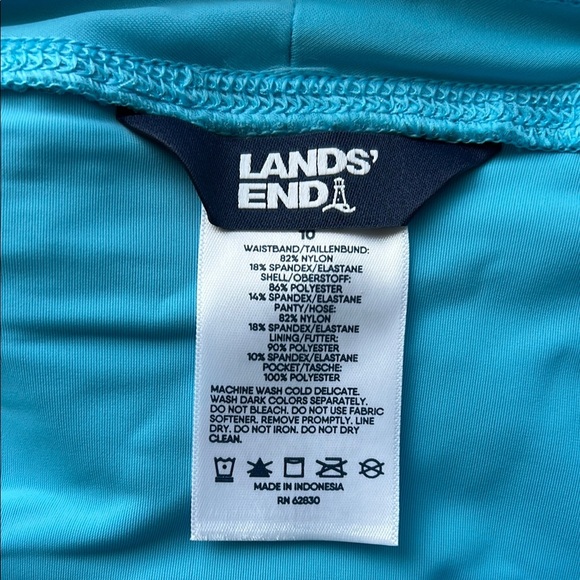 LANDS'
END
10
WAISTBAND/TAILLENBUND:
82% NYLON
18% SPANDEX/ELASTANE
SHELL/OBERSTOFF:
86% POLYESTER
14% SPANDEX/ELASTANE
PANTY/HOSE:
82% NYLON
18% SPANDEX/ELASTANE
LINING/FUTTER:
90% POLYESTER
10% SPANDEX/ELASTANE
POCKET/TASCHE:
100% POLYESTER
MACHINE WASH COLD DELICATE.
WASH DARK COLORS SEPARATELY.
DO NOT BLEACH. DO NOT USE FABRIC
SOFTENER. REMOVE PROMPTLY. LINE
DRY. DO NOT IRON. DO NOT DRY
CLEAN.
MADE IN INDONESIA
RN 62830